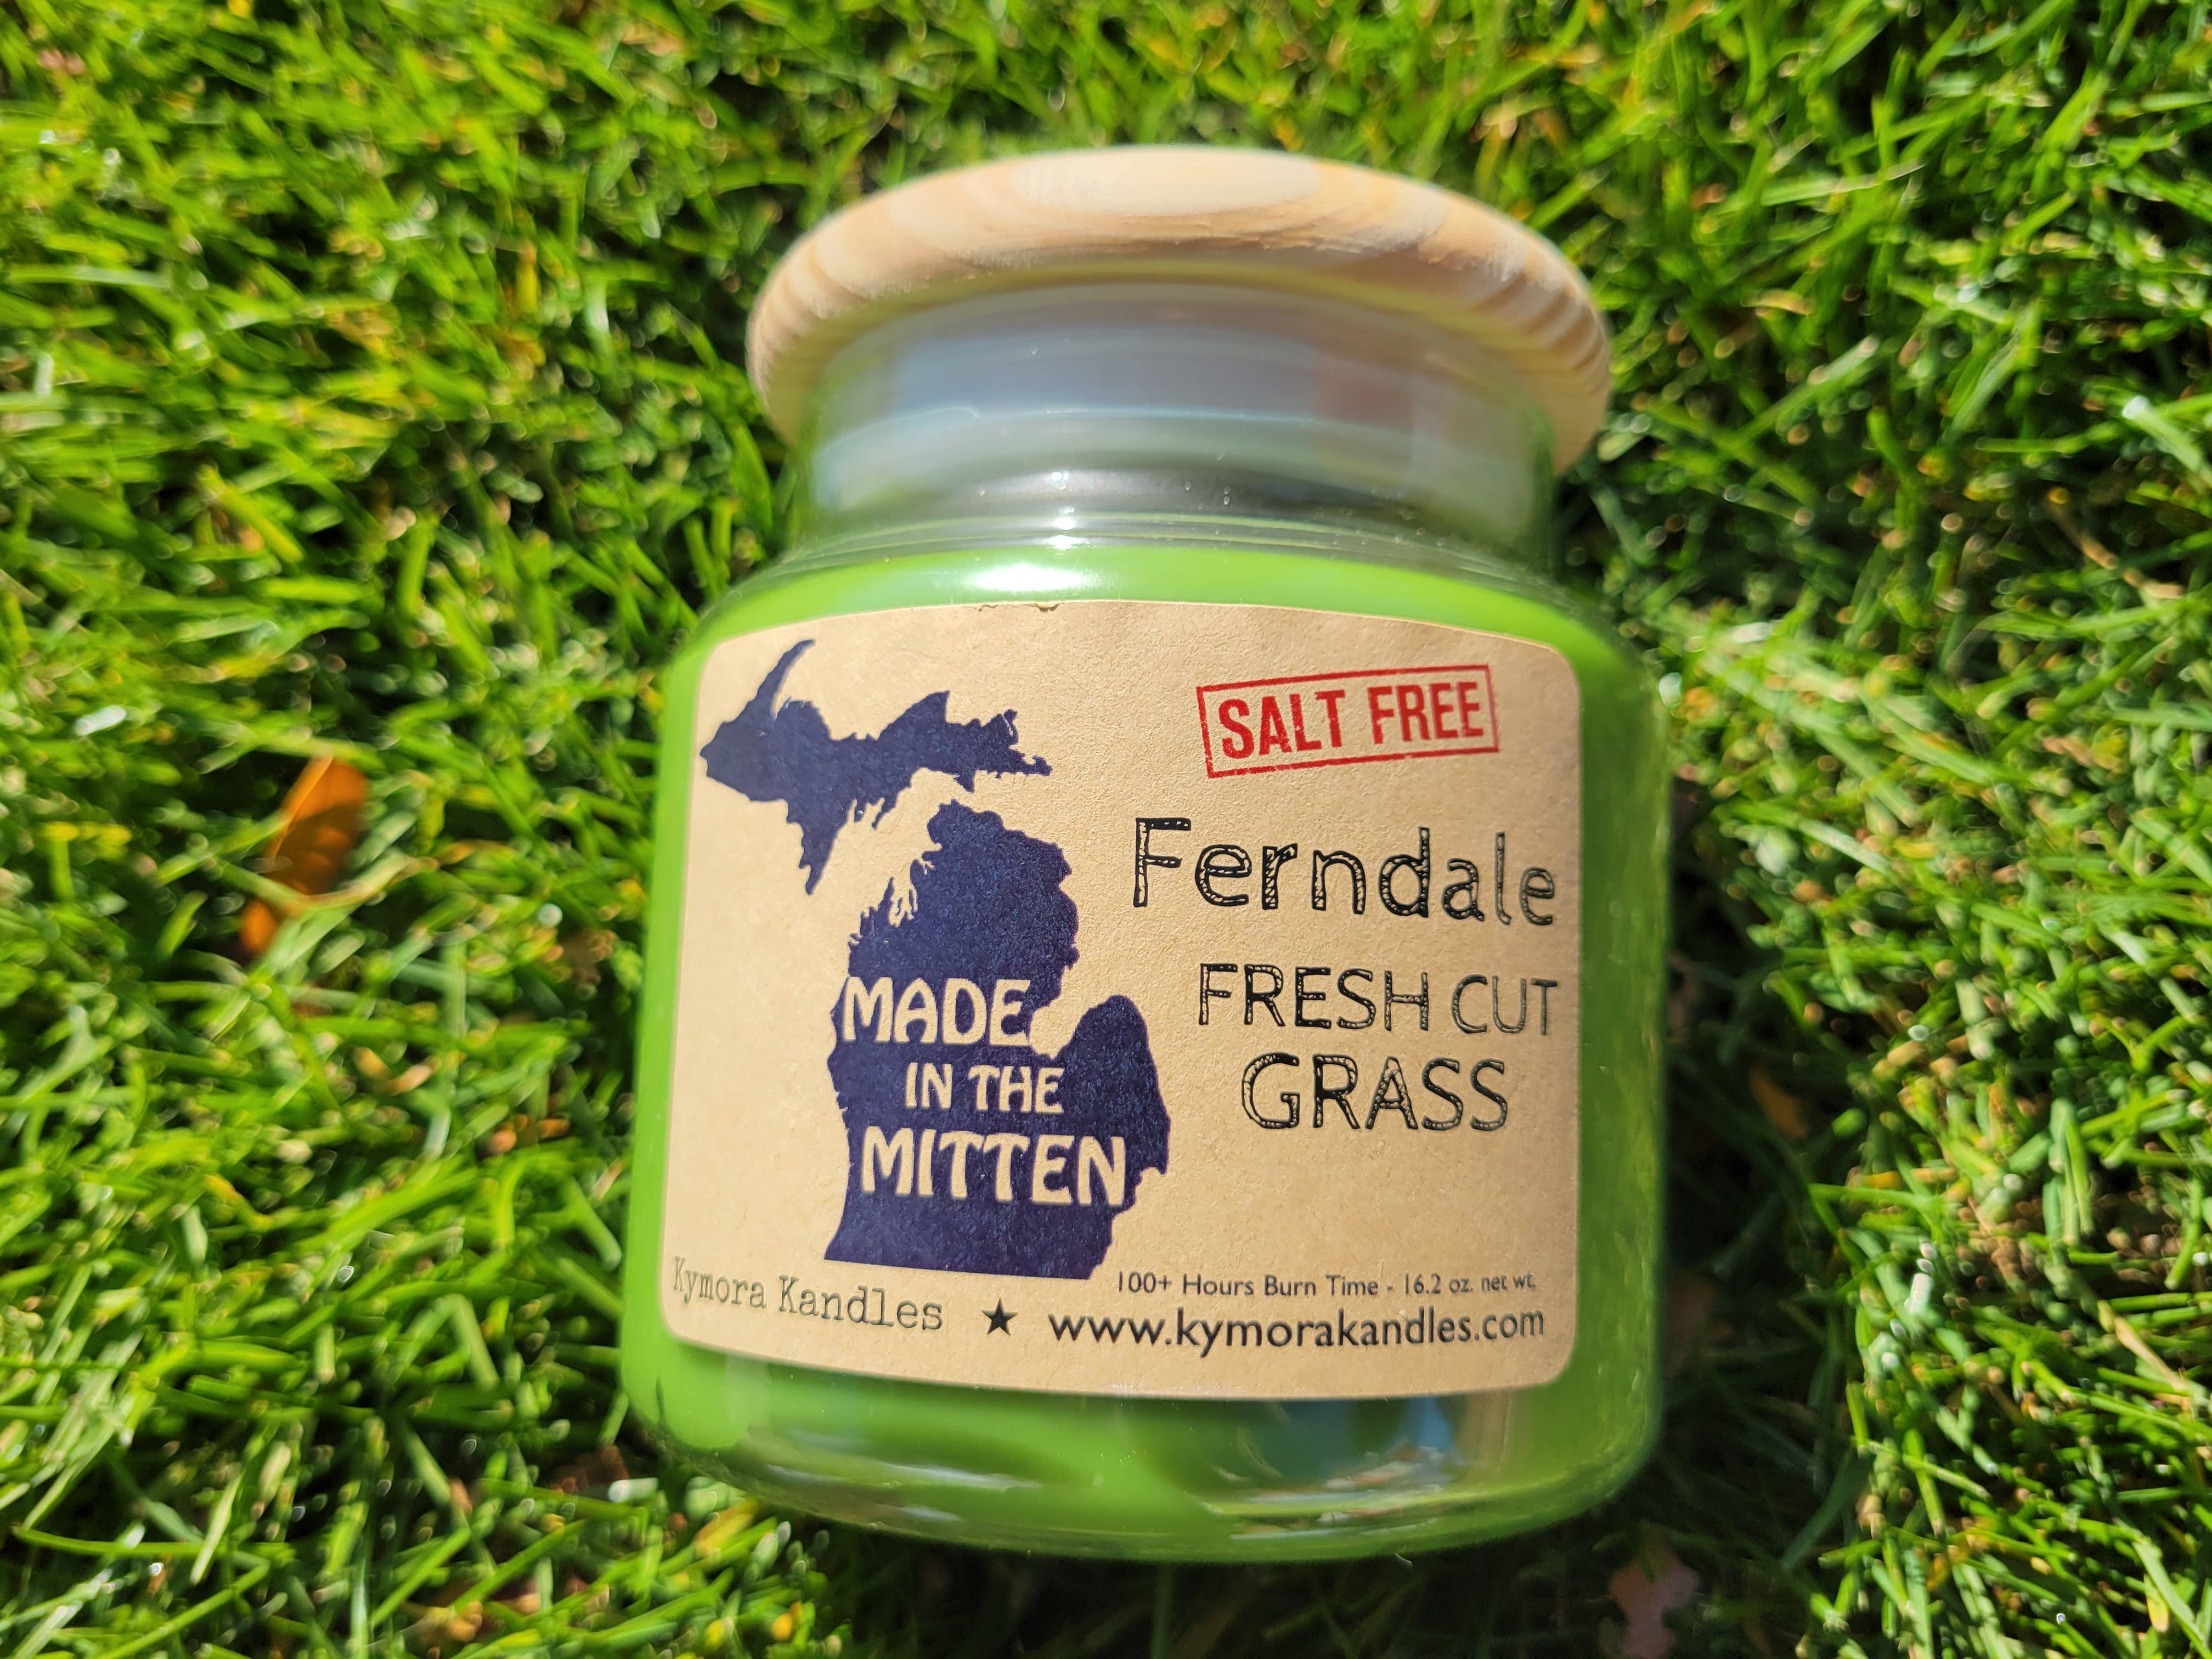 SALT FREE
Ferndale
FRESH CUT
GRASS
MADE
IN THE
MITTEN
100+ Hours Burn Time - 16.2 oz. net wt.
Kymora Kandles ★ www.kymorakandles.com